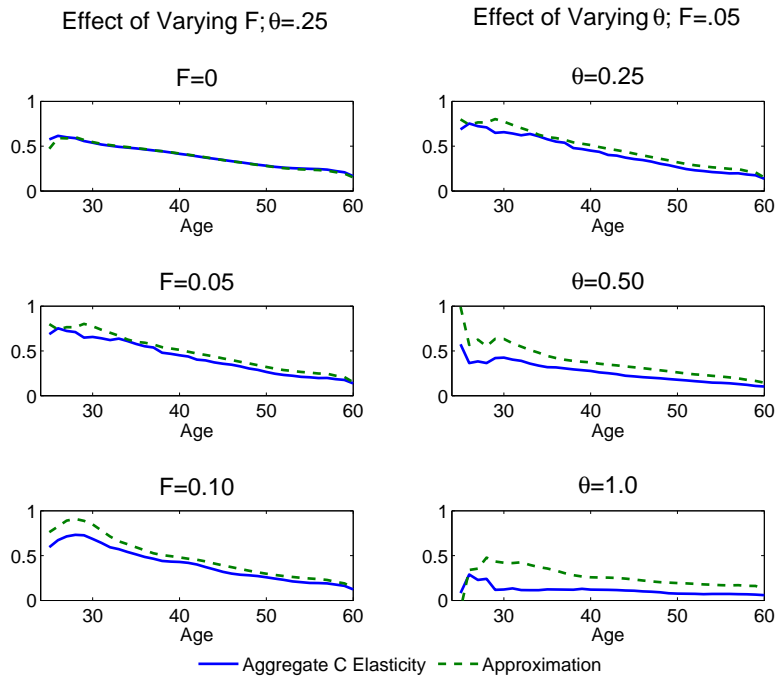 Effect of Varying F; θ=.25
Effect of Varying θ; F=.05
F=0
1
0.5
0
30 40 50 60
Age
θ=0.25
1
0.5
0
30 40 50 60
Age
F=0.05
1
0.5
0
30 40 50 60
Age
θ=0.50
1
0.5
0
30 40 50 60
Age
F=0.10
1
0.5
0
30 40 50 60
Age
θ=1.0
1
0.5
0
30 40 50 60
Age
Aggregate C Elasticity Approximation